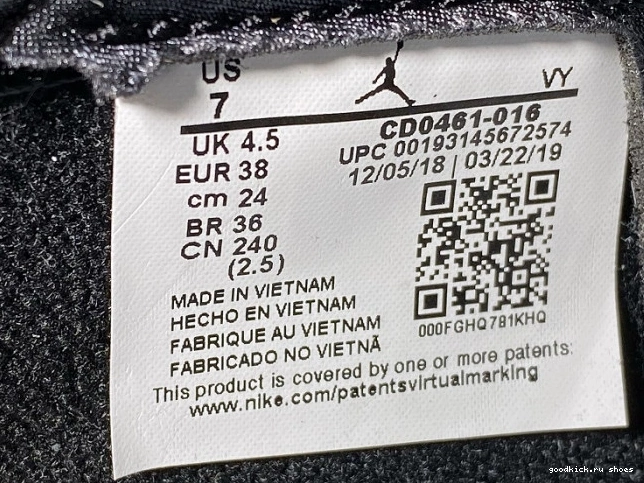 US
7
VY
UK 4.5
EUR 38
cm 24
BR 36
CN 240
(2.5)
CD0461-016
UPC 00193145672574
12/05/18 | 03/22/19
000FGHQ781KHQ
MADE IN VIETNAM
HECHO EN VIETNAM
FABRIQUE AU VIETNAM
FABRICADO NO VIETNÃ
This product is covered by one or more patents:
www.nike.com/patentsvirtualmarking
goodkick.ru shoes